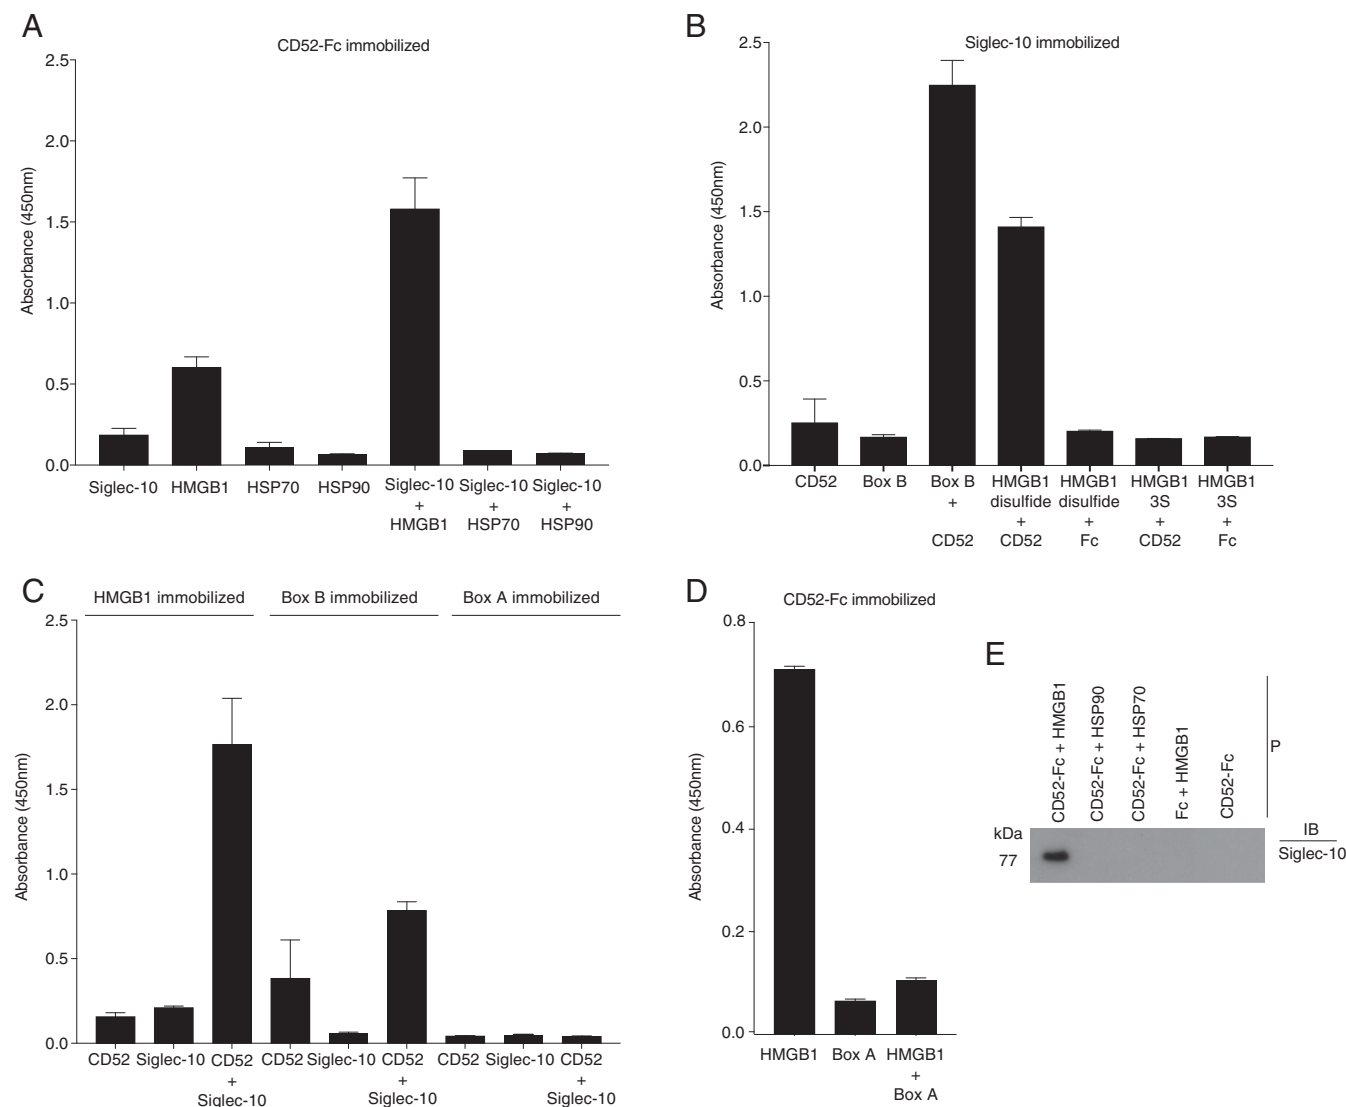 A
CD52-Fc immobilized
Absorbance (450nm)
2.5
2.0
1.5
1.0
0.5
0.0
Siglec-10 HMGB1 HSP70 HSP90 Siglec-10 Siglec-10 Siglec-10
+ + +
HMGB1 HSP70 HSP90
B
Siglec-10 immobilized
Absorbance (450nm)
2.5
2.0
1.5
1.0
0.5
0.0
CD52 Box B Box B HMGB1 HMGB1 HMGB1 HMGB1
+ disulfide disulfide 3S 3S
+ + + +
CD52 CD52 Fc CD52 Fc
C
HMGB1 immobilized Box B immobilized Box A immobilized
Absorbance (450nm)
2.5
2.0
1.5
1.0
0.5
0.0
CD52 Siglec-10 CD52 CD52 Siglec-10 CD52 CD52 Siglec-10 CD52
+ + +
Siglec-10 Siglec-10 Siglec-10
D
CD52-Fc immobilized
Absorbance (450nm)
0.8
0.6
0.4
0.2
0.0
HMGB1 Box A HMGB1
+
Box A
E
CD52-Fc + HMGB1
CD52-Fc + HSP90
CD52-Fc + HSP70
Fc + HMGB1
CD52-Fc
P
kDa
77
IB
Siglec-10